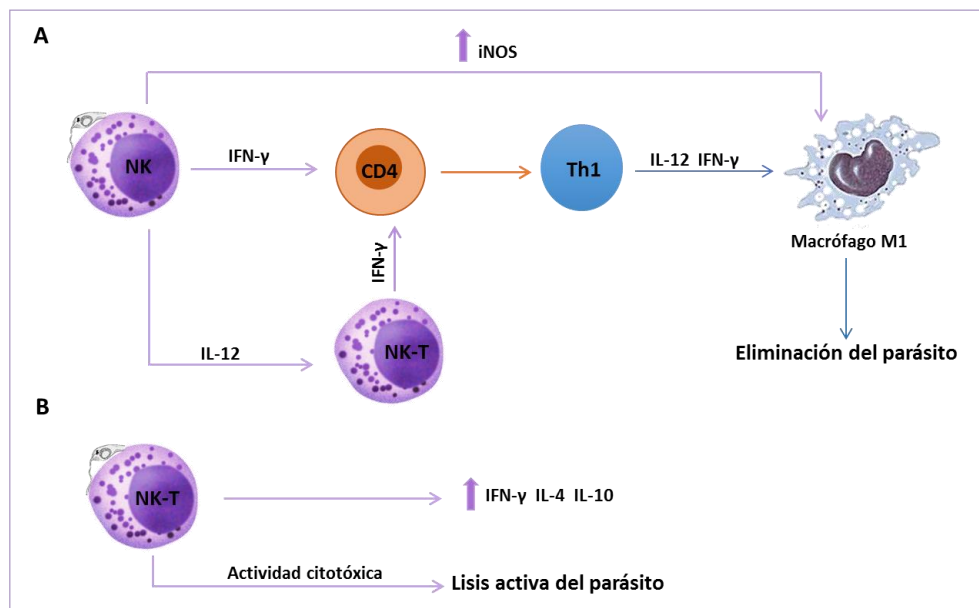 A
iNOS
NK
IFN-γ
CD4
Th1
IL-12 IFN-γ
Macrófago M1
IFN-γ
IL-12
NK-T
Eliminación del parásito
B
NK-T
IFN-γ IL-4 IL-10
Actividad citotóxica
Lisis activa del parásito